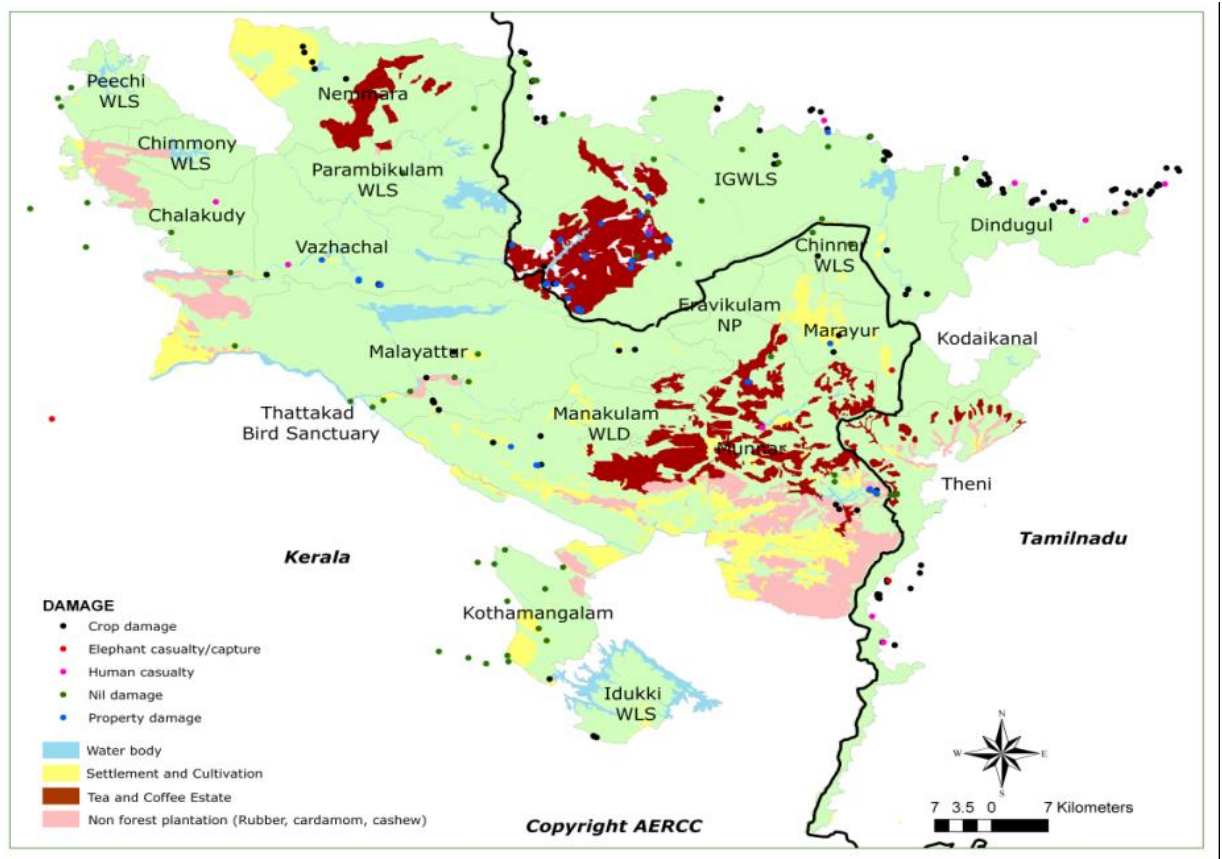 Peechi
WLS
Nemmara
Chimmony
WLS
Parambikulam
WLS
IGWLS
Chalakudy
Dindugul
Vazhachal
Chinnar
WLS
Eravikulam
NP
Marayur
Kodaikanal
Malayattur
Thattakad
Bird Sanctuary
Manakulam
WLD
Munnar
Theni
Kerala
Tamilnadu
Kothamangalam
Idukki
WLS
DAMAGE
Crop damage
Elephant casualty/capture
Human casualty
Nil damage
Property damage
Water body
Settlement and Cultivation
Tea and Coffee Estate
Non forest plantation (Rubber, cardamom, cashew)
N
W E
S
7 3.5 0 7 Kilometers
Copyright AERCC